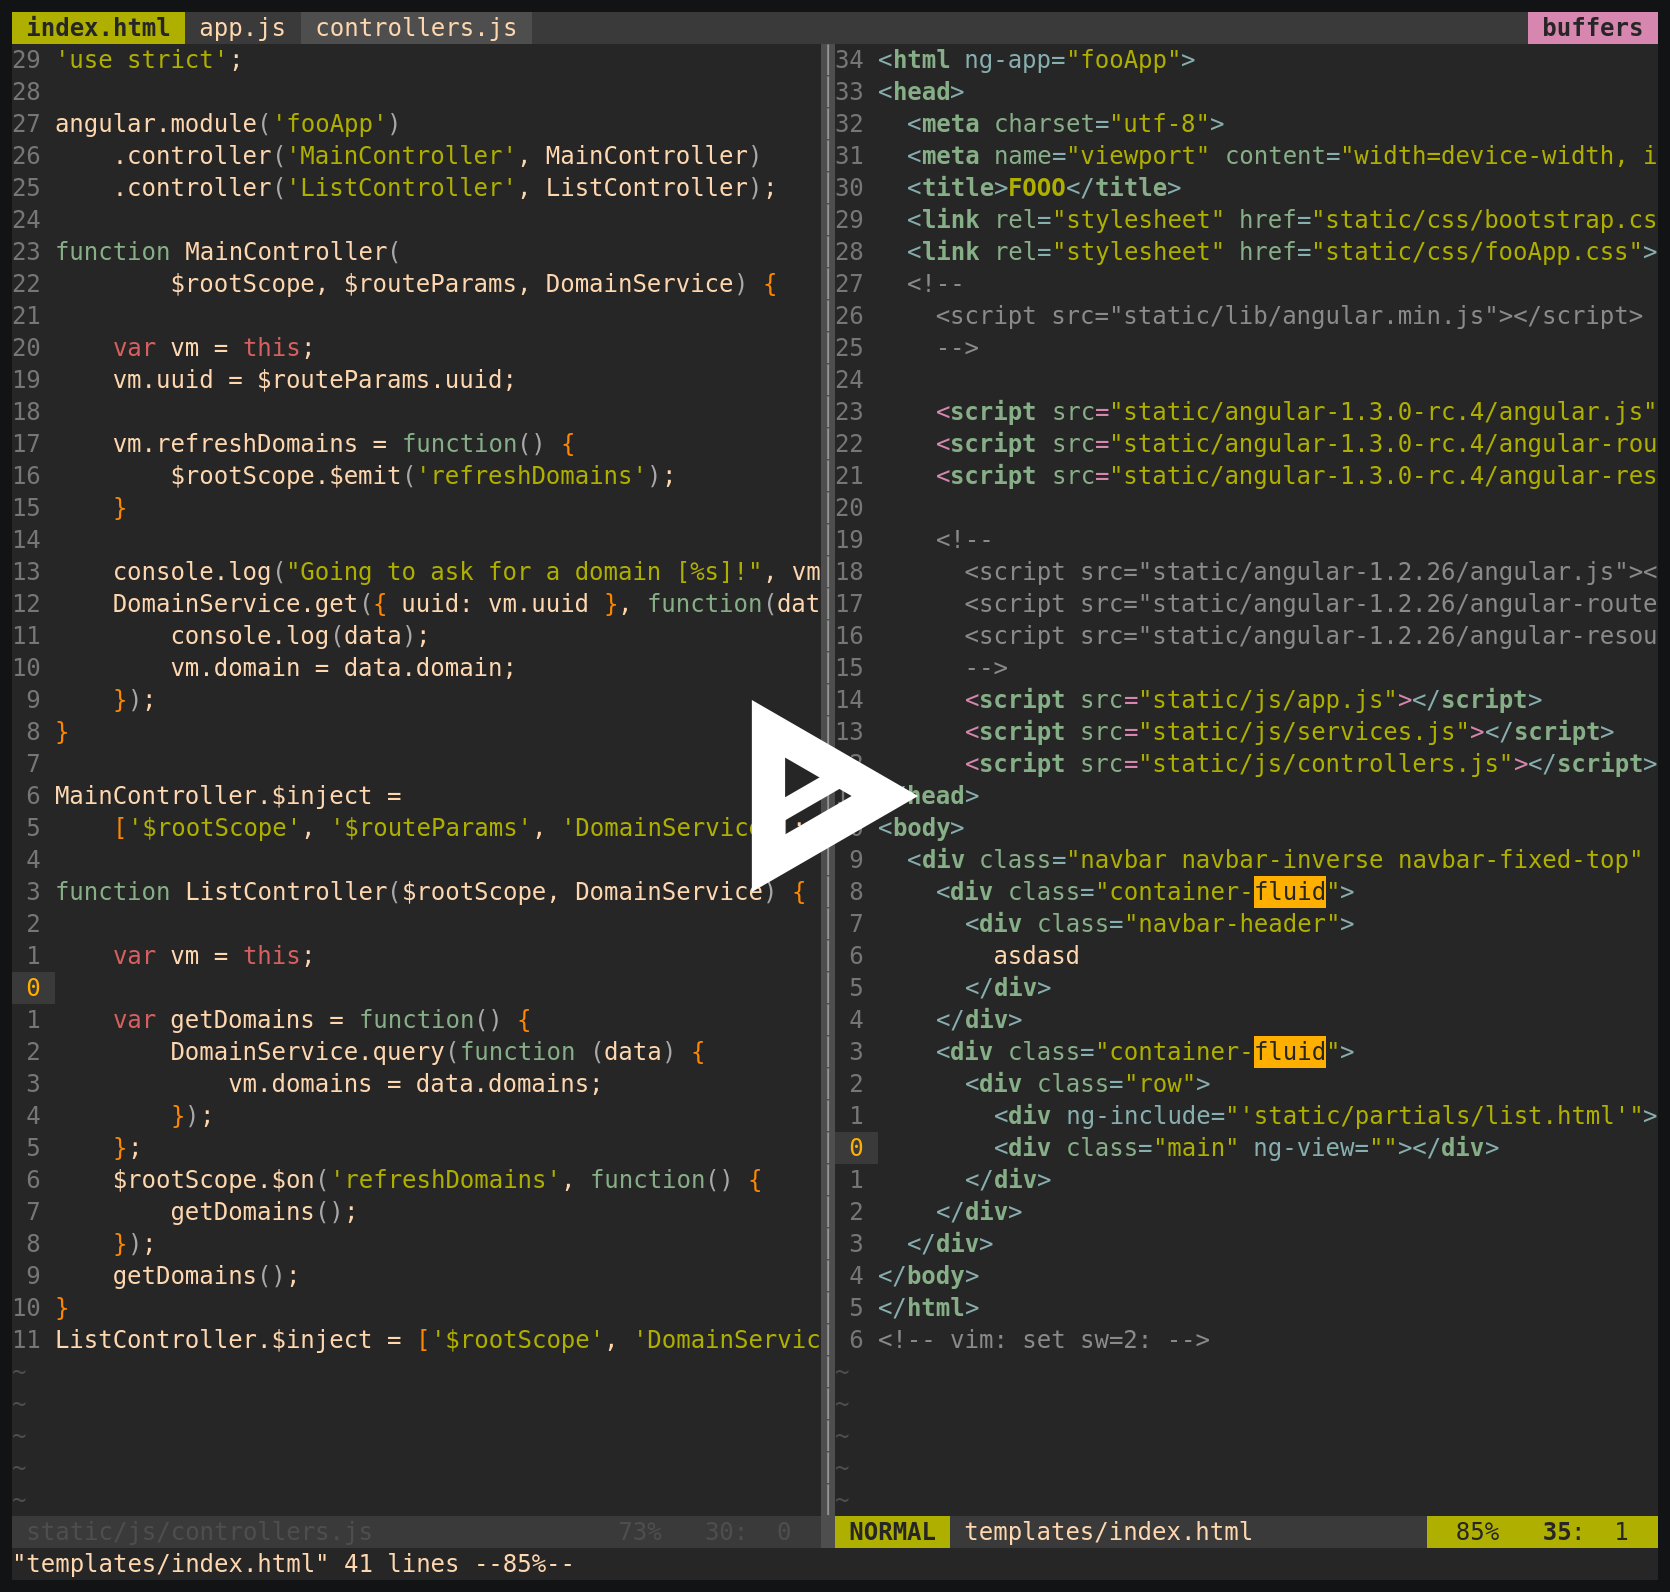 index.html app.js controllers.js buffers
29 'use strict';
28
27 angular.module('fooApp')
26     .controller('MainController', MainController)
25     .controller('ListController', ListController);
24
23 function MainController(
22         $rootScope, $routeParams, DomainService) {
21
20     var vm = this;
19     vm.uuid = $routeParams.uuid;
18
17     vm.refreshDomains = function() {
16         $rootScope.$emit('refreshDomains');
15     }
14
13     console.log("Going to ask for a domain [%s]!", vm
12     DomainService.get({ uuid: vm.uuid }, function(dat
11         console.log(data);
10         vm.domain = data.domain;
9     });
8 }
7
6 MainController.$inject =
5     ['$rootScope', '$routeParams', 'DomainService
4
3 function ListController($rootScope, DomainService) {
2
1     var vm = this;
0
1     var getDomains = function() {
2         DomainService.query(function (data) {
3             vm.domains = data.domains;
4         });
5     };
6     $rootScope.$on('refreshDomains', function() {
7         getDomains();
8     });
9     getDomains();
10 }
11 ListController.$inject = ['$rootScope', 'DomainServic
~
~
~
~
~
static/js/controllers.js 73% 30: 0
34 <html ng-app="fooApp">
33 <head>
32   <meta charset="utf-8">
31   <meta name="viewport" content="width=device-width, i
30   <title>FOOO</title>
29   <link rel="stylesheet" href="static/css/bootstrap.cs
28   <link rel="stylesheet" href="static/css/fooApp.css">
27   <!--
26     <script src="static/lib/angular.min.js"></script>
25     -->
24
23     <script src="static/angular-1.3.0-rc.4/angular.js"
22     <script src="static/angular-1.3.0-rc.4/angular-rou
21     <script src="static/angular-1.3.0-rc.4/angular-res
20
19     <!--
18       <script src="static/angular-1.2.26/angular.js"><
17       <script src="static/angular-1.2.26/angular-route
16       <script src="static/angular-1.2.26/angular-resou
15       -->
14       <script src="static/js/app.js"></script>
13       <script src="static/js/services.js"></script>
<script src="static/js/controllers.js"></script>
head>
<body>
9   <div class="navbar navbar-inverse navbar-fixed-top"
8     <div class="container-fluid">
7       <div class="navbar-header">
6         asdasd
5       </div>
4     </div>
3     <div class="container-fluid">
2       <div class="row">
1         <div ng-include="'static/partials/list.html'">
0         <div class="main" ng-view=""></div>
1       </div>
2     </div>
3   </div>
4 </body>
5 </html>
6 <!-- vim: set sw=2: -->
~
~
~
~
~
NORMAL templates/index.html 85% 35: 1
"templates/index.html" 41 lines --85%--